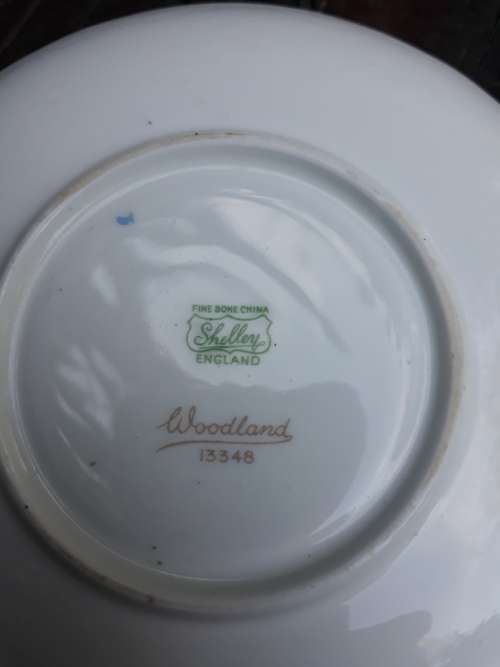 FINE BONE CHINA
Shelley
ENGLAND
Woodland
13348